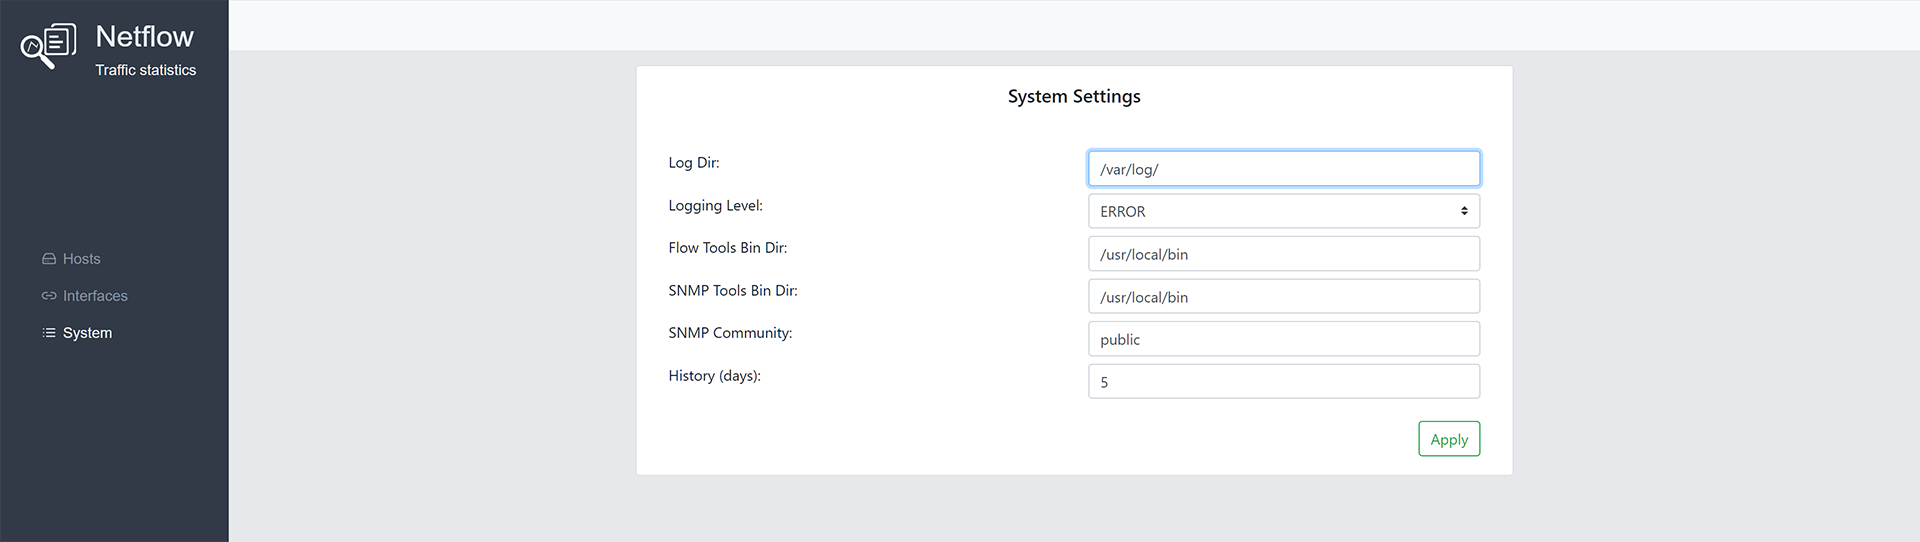 Netflow
Traffic statistics
Hosts
Interfaces
System
System Settings
Log Dir: /var/log/
Logging Level: ERROR
Flow Tools Bin Dir: /usr/local/bin
SNMP Tools Bin Dir: /usr/local/bin
SNMP Community: public
History (days): 5
Apply